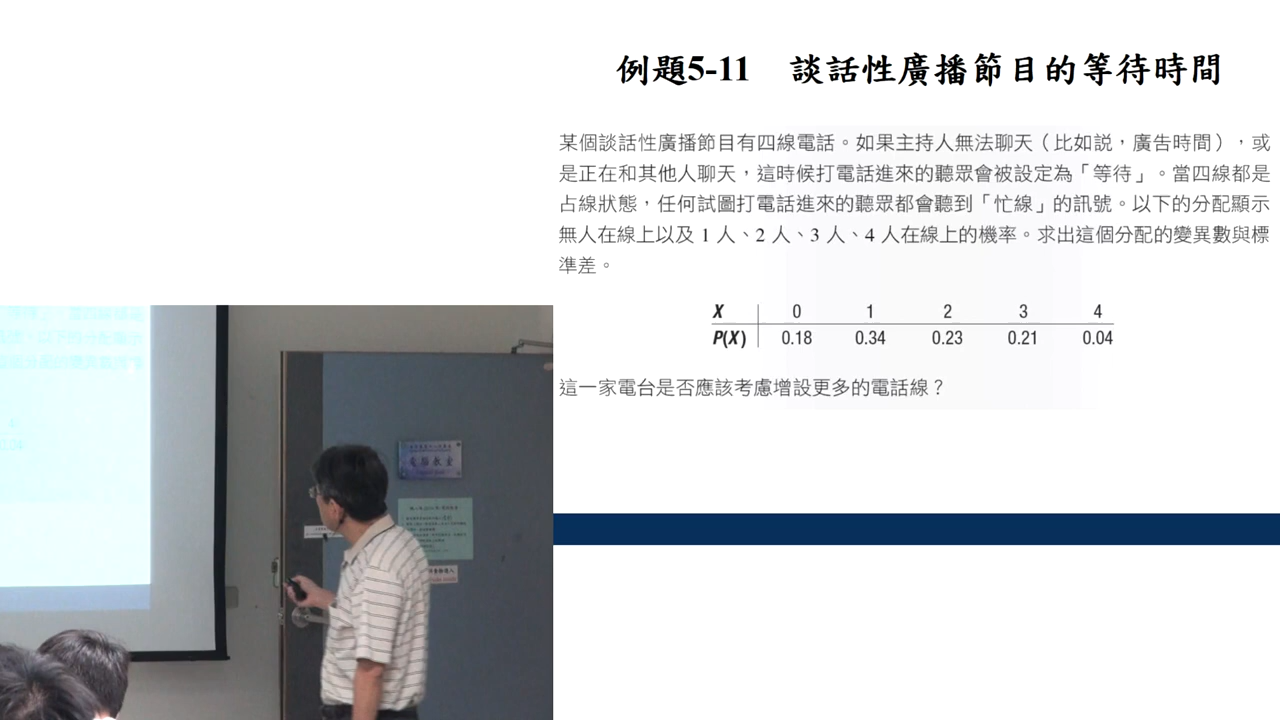 例題5-11 談話性廣播節目的等待時間
某個談話性廣播節目有四線電話。如果主持人無法聊天（比如説，廣告時間），或
是正在和其他人聊天，這時候打電話進來的聽眾會被設定為「等待」。當四線都是
占線狀態，任何試圖打電話進來的聽眾都會聽到「忙線」的訊號。以下的分配顯示
無人在線上以及 1 人、2 人、3 人、4 人在線上的機率。求出這個分配的變異數與標
準差。
X 0 1 2 3 4
P(X) 0.18 0.34 0.23 0.21 0.04
這一家電台是否應該考慮增設更多的電話線？
電腦教室